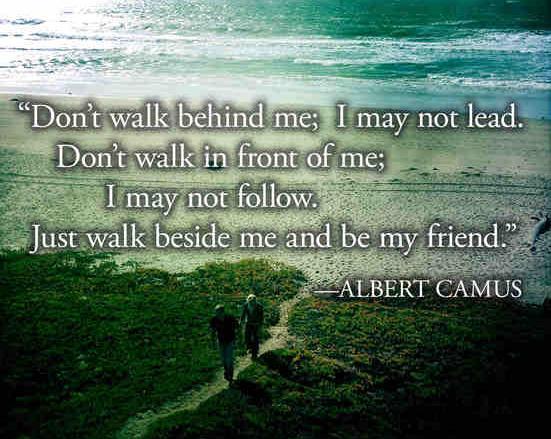 “Don’t walk behind me;  I may not lead.
Don’t walk in front of me;
I may not follow.
Just walk beside me and be my friend.”
—ALBERT CAMUS